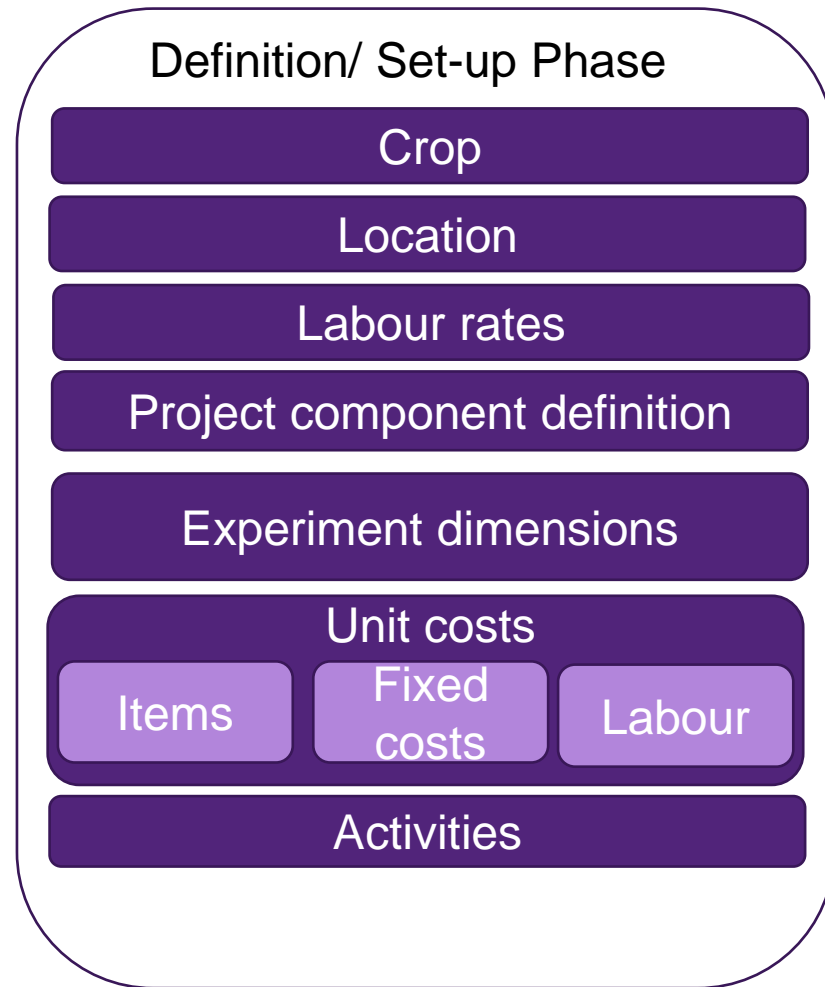 Definition/ Set-up Phase
Crop
Location
Labour rates
Project component definition
Experiment dimensions
Unit costs
Items
Fixed
costs
Labour
Activities